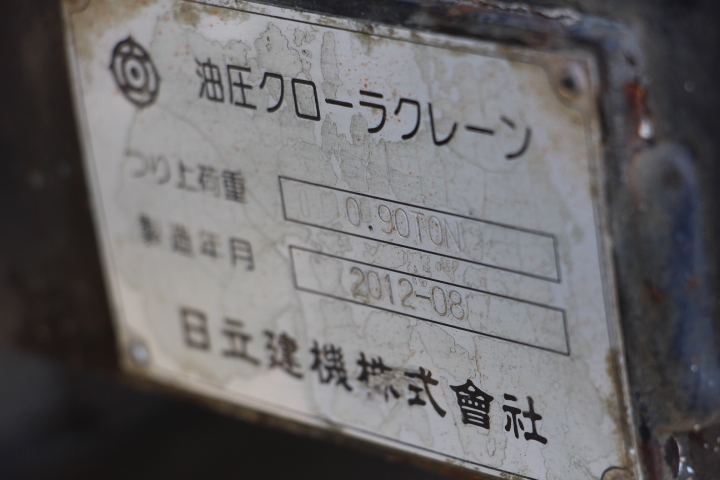 油圧クローラクレーン
つり上荷重 0.90TON
製造年月 2012-08
日立建機株式會社